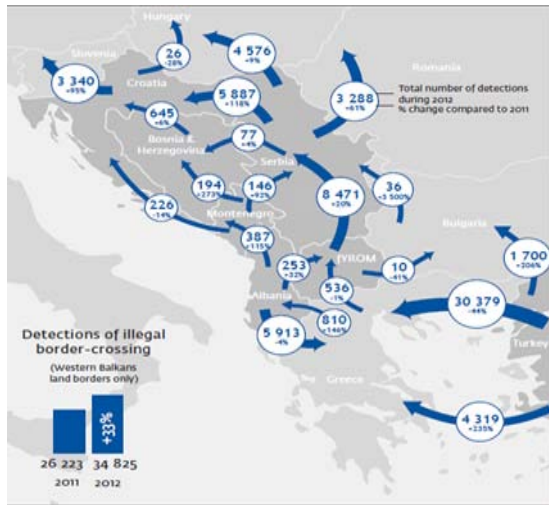 Hungary
Slovenia
26
-28%
4 576
+9%
Romania
3 340
+95%
Croatia
5 887
+118%
3 288
+61%
Total number of detections
during 2012
% change compared to 2011
645
+6%
Bosnia &
Herzegovina
77
+4%
Serbia
194
+273%
146
+92%
8 471
+20%
36
+3 500%
226
-14%
Montenegro
387
+115%
Bulgaria
253
+32%
fYROM
10
-41%
1 700
+206%
Albania
536
-1%
30 379
-44%
Detections of illegal
border-crossing
(Western Balkans
land borders only)
5 913
-4%
810
+146%
Turkey
Greece
+33%
4 319
+235%
26 223
34 825
2011
2012